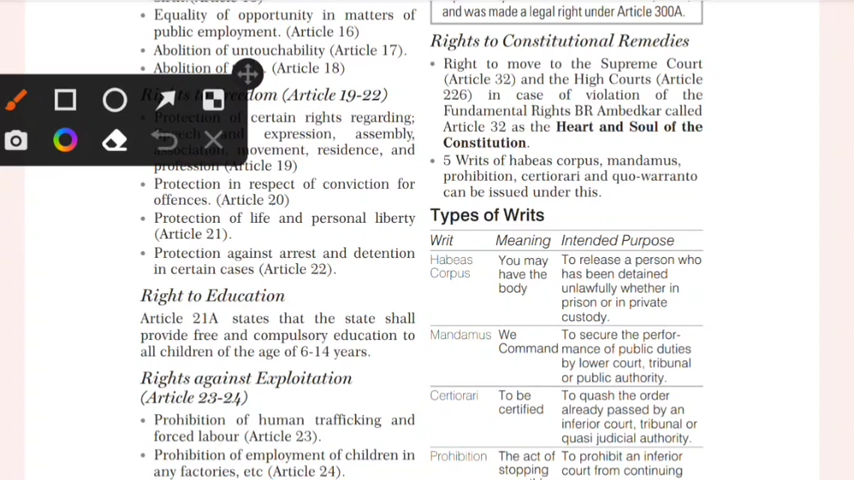 Equality of opportunity in matters of
public employment. (Article 16)
• Abolition of untouchability (Article 17).
• Abolition of (Article 18)
dom (Article 19-22)
certain rights regarding;
and expression, assembly,
movement, residence, and
profession (Article 19)
• Protection in respect of conviction for
offences. (Article 20)
• Protection of life and personal liberty
(Article 21).
• Protection against arrest and detention
in certain cases (Article 22).
Right to Education
Article 21A states that the state shall
provide free and compulsory education to
all children of the age of 6-14 years.
Rights against Exploitation
(Article 23-24)
• Prohibition of human trafficking and
forced labour (Article 23).
• Prohibition of employment of children in
any factories, etc (Article 24).
and was made a legal right under Article 300A.
Rights to Constitutional Remedies
• Right to move to the Supreme Court
(Article 32) and the High Courts (Article
226) in case of violation of the
Fundamental Rights BR Ambedkar called
Article 32 as the Heart and Soul of the
Constitution.
• 5 Writs of habeas corpus, mandamus,
prohibition, certiorari and quo-warranto
can be issued under this.
Types of Writs
Writ Meaning Intended Purpose
Habeas You may To release a person who
Corpus have the has been detained
body unlawfully whether in
prison or in private
custody.
Mandamus We To secure the perfor-
Command mance of public duties
by lower court, tribunal
or public authority.
Certiorari To be To quash the order
certified already passed by an
inferior court, tribunal or
quasi judicial authority.
Prohibition The act of To prohibit an inferior
stopping court from continuing